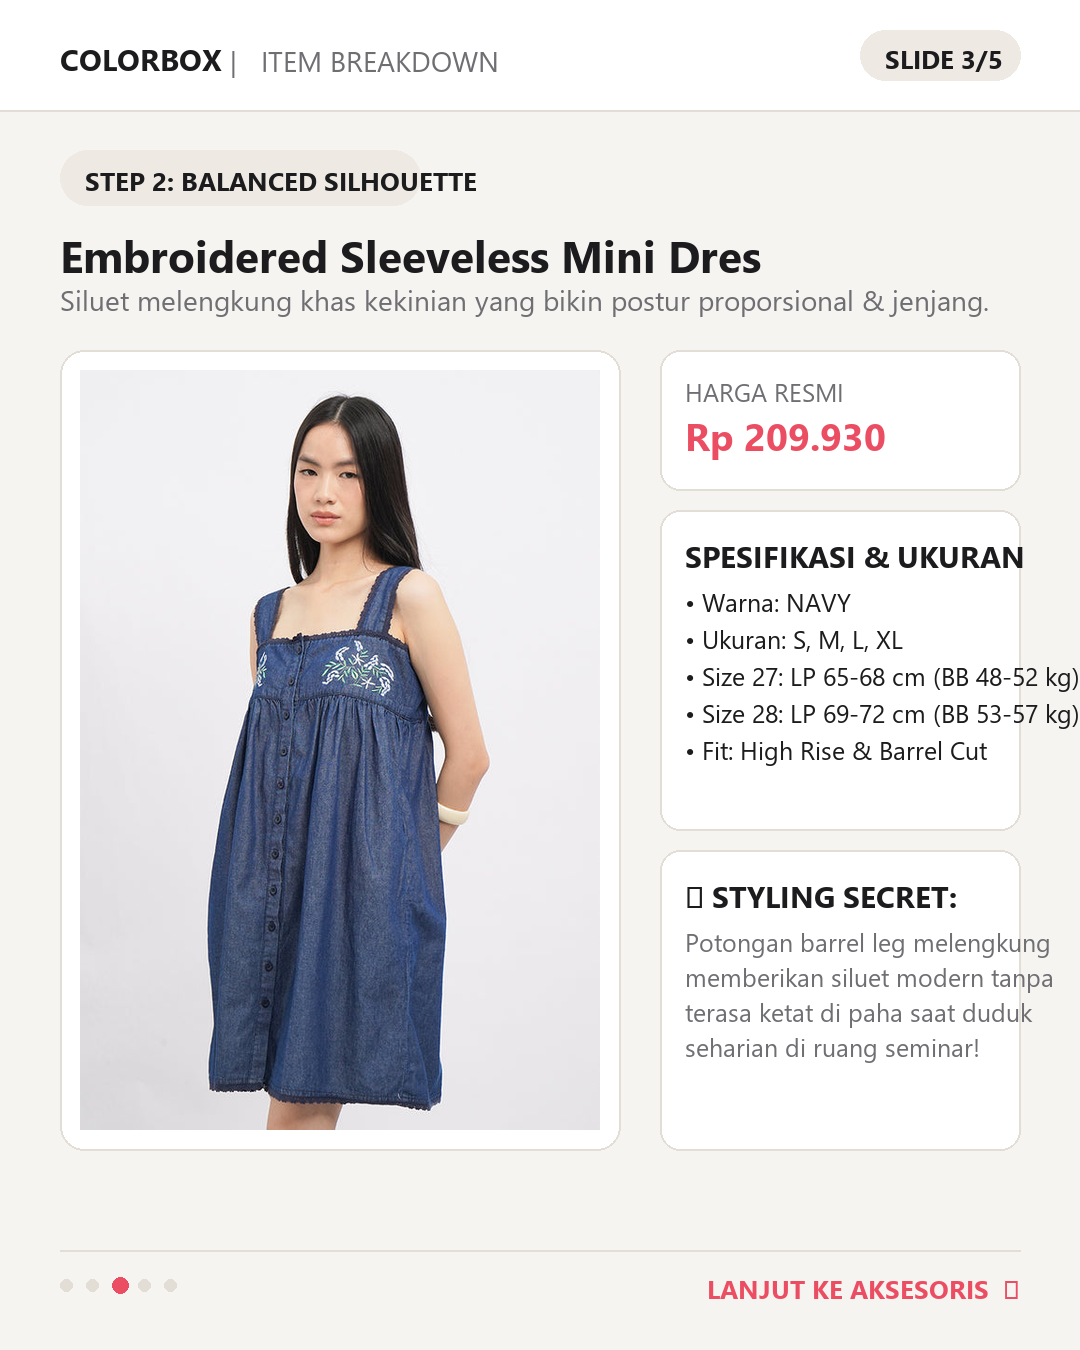 COLORBOX | ITEM BREAKDOWN
SLIDE 3/5
STEP 2: BALANCED SILHOUETTE
Embroidered Sleeveless Mini Dres
Siluet melengkung khas kekinian yang bikin postur proporsional & jenjang.
HARGA RESMI
Rp 209.930
SPESIFIKASI & UKURAN
• Warna: NAVY
• Ukuran: S, M, L, XL
• Size 27: LP 65-68 cm (BB 48-52 kg)
• Size 28: LP 69-72 cm (BB 53-57 kg)
• Fit: High Rise & Barrel Cut
STYLING SECRET:
Potongan barrel leg melengkung
memberikan siluet modern tanpa
terasa ketat di paha saat duduk
seharian di ruang seminar!
LANJUT KE AKSESORIS